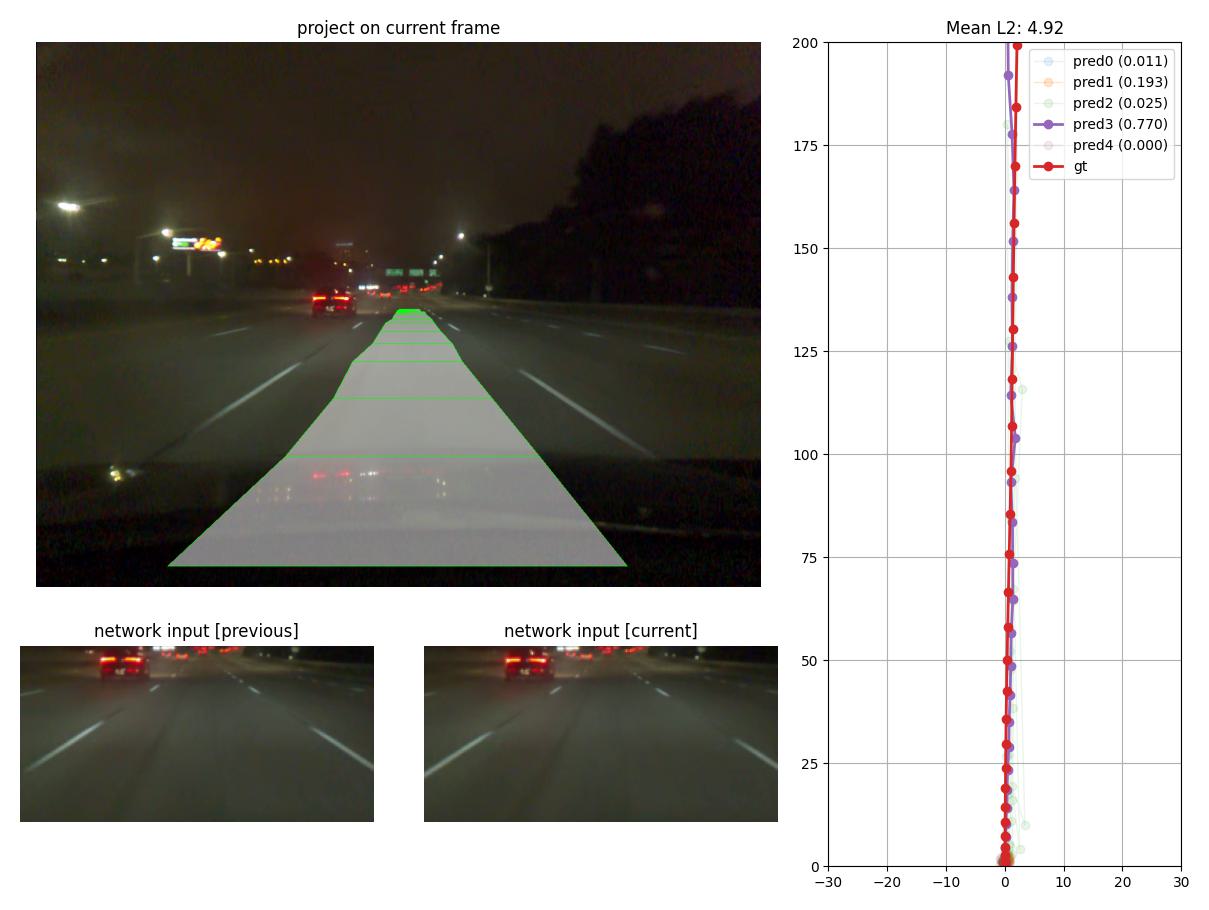 project on current frame
Mean L2: 4.92
200
175
150
125
100
75
50
25
0
−30
−20
−10
0
10
20
30
pred0 (0.011)
pred1 (0.193)
pred2 (0.025)
pred3 (0.770)
pred4 (0.000)
gt
network input [previous]
network input [current]